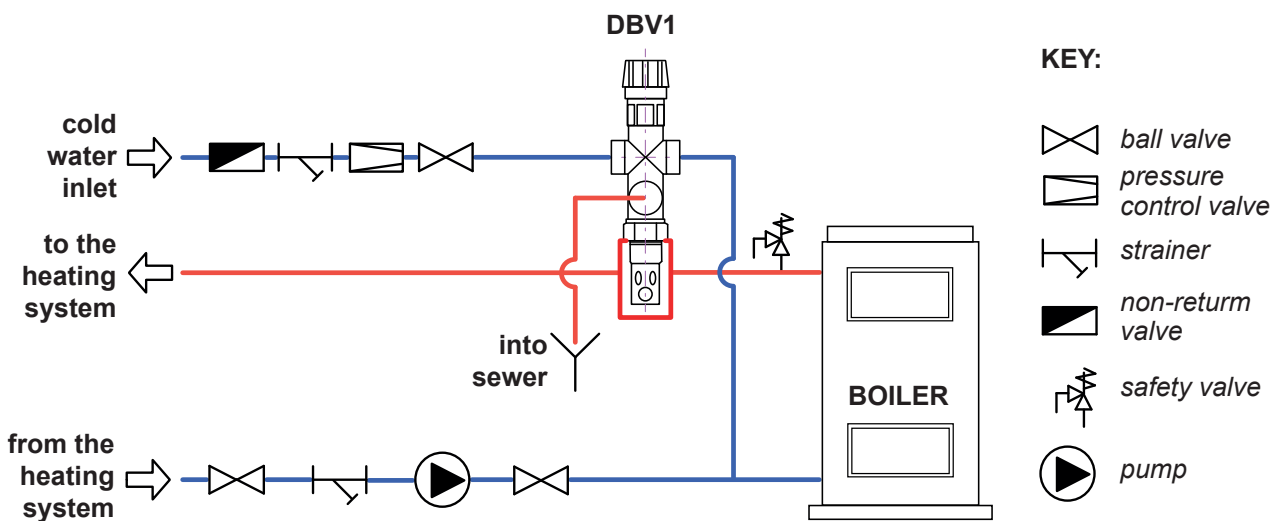 DBV1
cold
water
inlet
to the
heating
system
into
sewer
from the
heating
system
BOILER
KEY:
ball valve
pressure
control valve
strainer
non-returm
valve
safety valve
pump